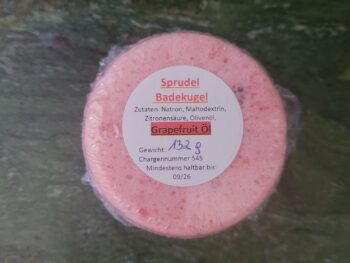 Sprudel
Badekugel
Zutaten: Natron, Maltodextrin,
Zitronensäure, Olivenöl,
Grapefruit Öl
Gewicht: 132 g
Chargennummer 545
Mindestens haltbar bis:
09/26